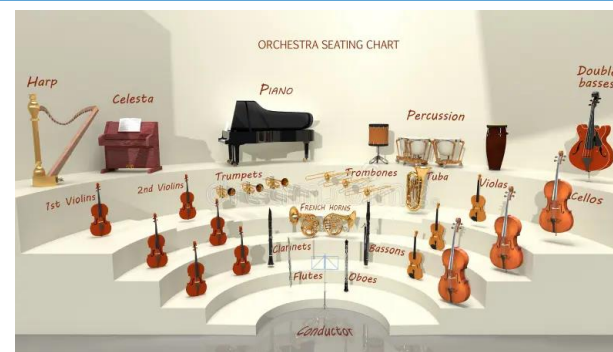 ORCHESTRA SEATING CHART
Harp
Celesta
PIANO
Percussion
Double
basses
1st Violins
2nd Violins
Trumpets
Trombones
Tuba
Violas
Cellos
FRENCH HORNS
Clarinets
Bassons
Flutes
Oboes
Conductor